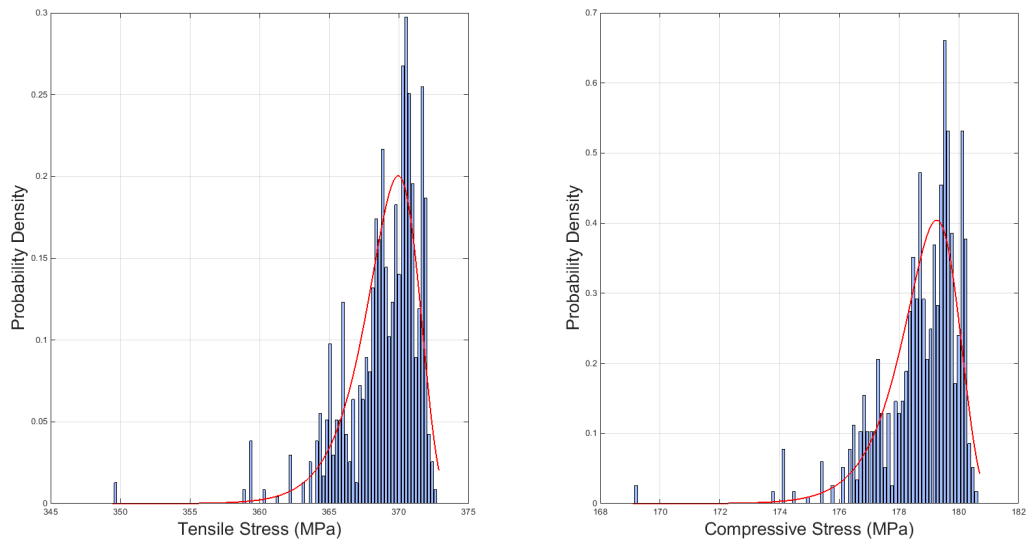 0.3
0.25
0.2
0.15
0.1
0.05
0
345 350 355 360 365 370 375
Probability Density
Tensile Stress (MPa)
0.7
0.6
0.5
0.4
0.3
0.2
0.1
0
168 170 172 174 176 178 180 182
Probability Density
Compressive Stress (MPa)